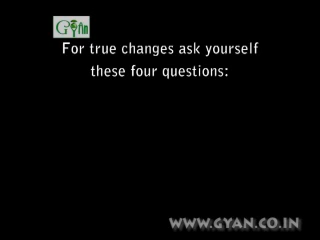 Gyan
For true changes ask yourself
these four questions:
WWW.GYAN.CO.IN